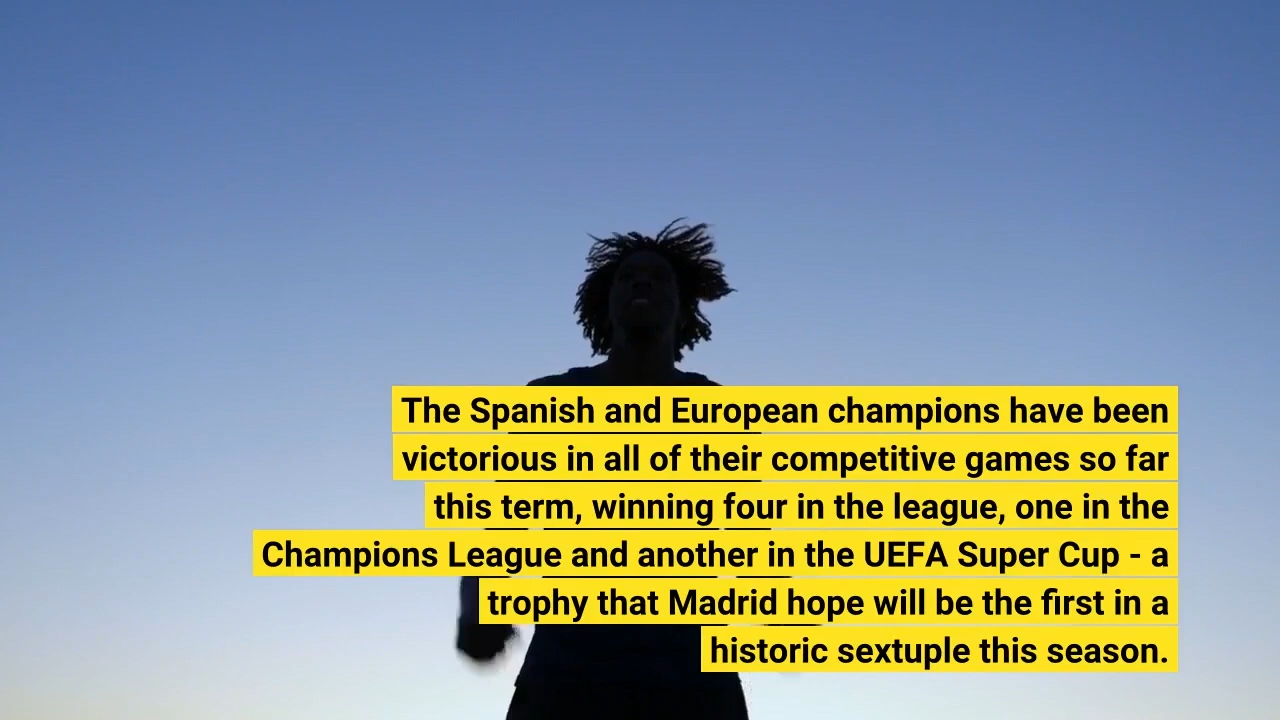 The Spanish and European champions have been
victorious in all of their competitive games so far
this term, winning four in the league, one in the
Champions League and another in the UEFA Super Cup - a
trophy that Madrid hope will be the first in a
historic sextuple this season.